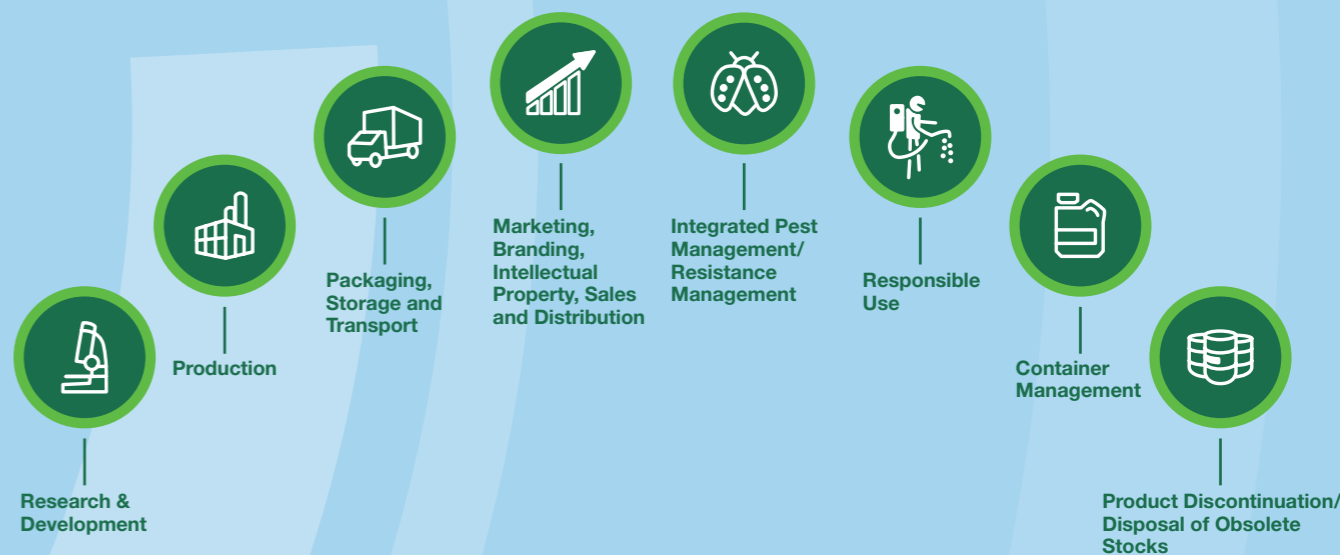 Research &
Development
Production
Packaging,
Storage and
Transport
Marketing,
Branding,
Intellectual
Property, Sales
and Distribution
Integrated Pest
Management/
Resistance
Management
Responsible
Use
Container
Management
Product Discontinuation/
Disposal of Obsolete
Stocks